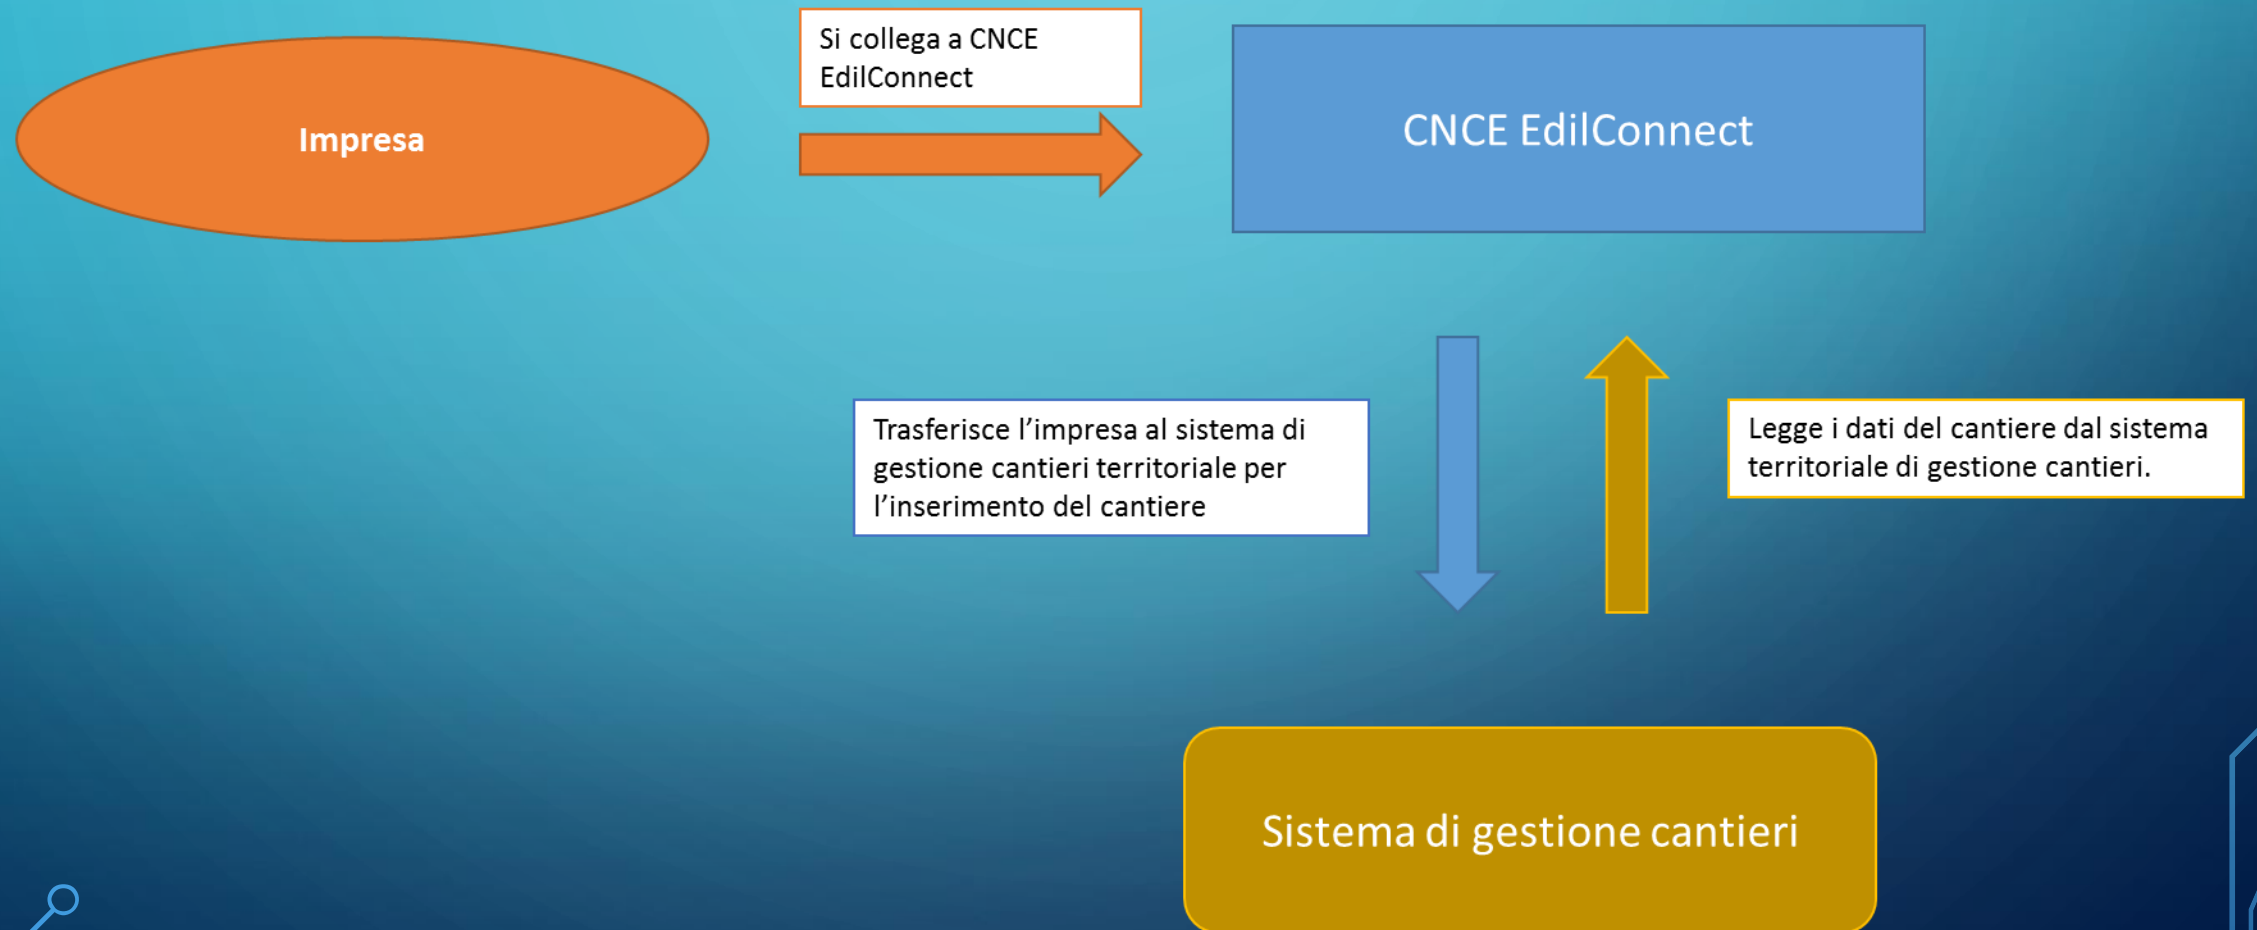 Si collega a CNCE
EdilConnect
Impresa
CNCE EdilConnect
Trasferisce l’impresa al sistema di
gestione cantieri territoriale per
l’inserimento del cantiere
Legge i dati del cantiere dal sistema
territoriale di gestione cantieri.
Sistema di gestione cantieri